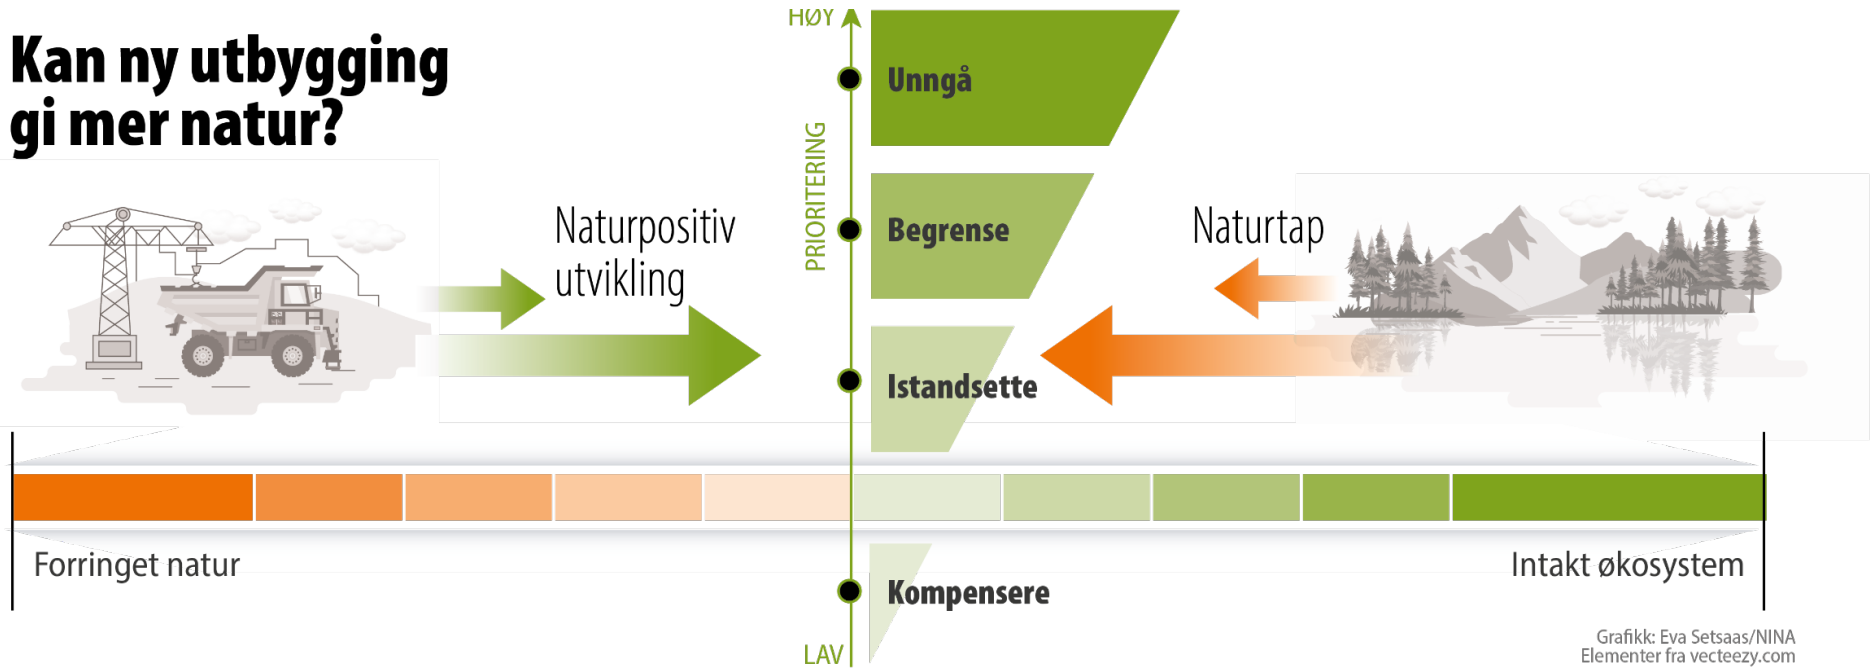 Kan ny utbygging
gi mer natur?
HØY
PRIORITERING
Unngå
Begrense
Istandsette
Naturpositiv
utvikling
Naturtap
Forringet natur
Intakt økosystem
Kompensere
LAV
Grafikk: Eva Setsaas/NINA
Elementer fra vecteezy.com